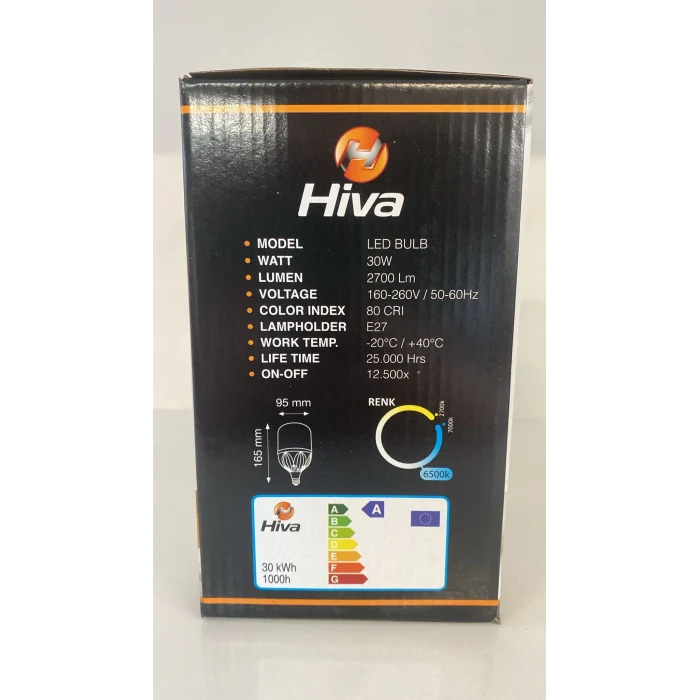 H
Hiva
• MODEL LED BULB
• WATT 30W
• LUMEN 2700 Lm
• VOLTAGE 160-260V / 50-60Hz
• COLOR INDEX 80 CRI
• LAMPHOLDER E27
• WORK TEMP. -20°C / +40°C
• LIFE TIME 25.000 Hrs
• ON-OFF 12.500x
95 mm
165 mm
RENK
2700k
7000k
6500k
Hiva
30 kWh
1000h
A
B
C
D
E
F
G
A